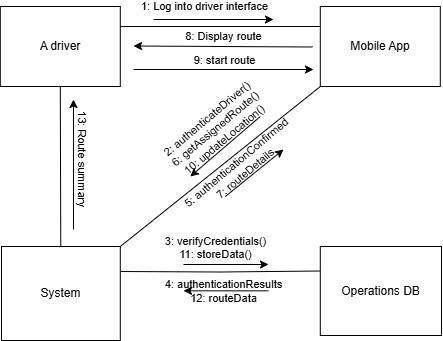 1: Log into driver interface
A driver
8: Display route
Mobile App
9: start route
2: authenticateDriver()
6: getAssignedRoute()
10: updateLocation()
5: authenticationConfirmed
7: routeDetails
13: Route summary
3: verifyCredentials()
11: storeData()
System
4: authenticationResults
12: routeData
Operations DB